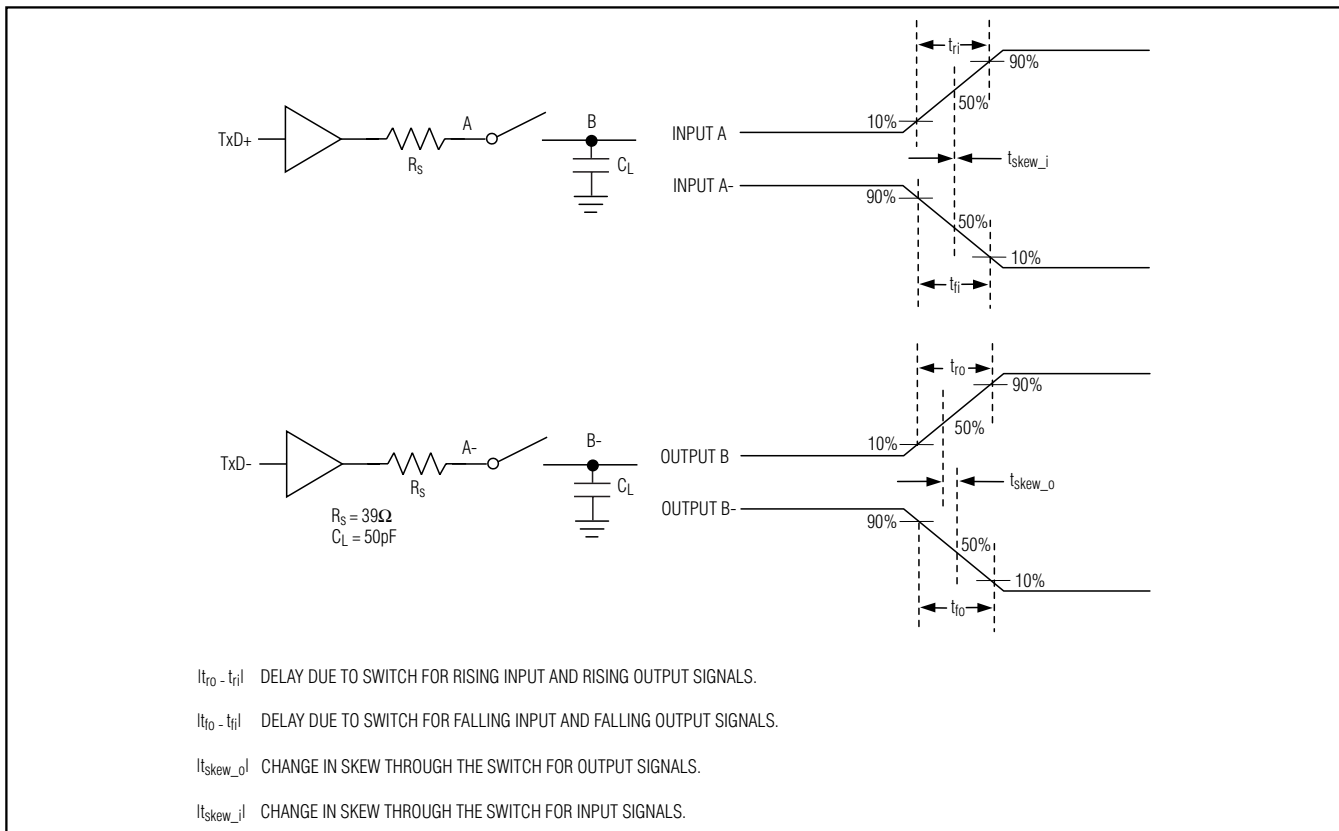 tri
90%
50%
10%
TxD+
A
B
INPUT A
Rs
CL
tskew_i
INPUT A-
90%
50%
10%
tfi
tro
90%
50%
10%
TxD-
A-
B-
OUTPUT B
Rs
CL
tskew_o
OUTPUT B-
RS = 39Ω
CL = 50pF
90%
50%
10%
tfo
|tro - tri| DELAY DUE TO SWITCH FOR RISING INPUT AND RISING OUTPUT SIGNALS.
|tfo - tfi| DELAY DUE TO SWITCH FOR FALLING INPUT AND FALLING OUTPUT SIGNALS.
|tskew_o| CHANGE IN SKEW THROUGH THE SWITCH FOR OUTPUT SIGNALS.
|tskew_i| CHANGE IN SKEW THROUGH THE SWITCH FOR INPUT SIGNALS.